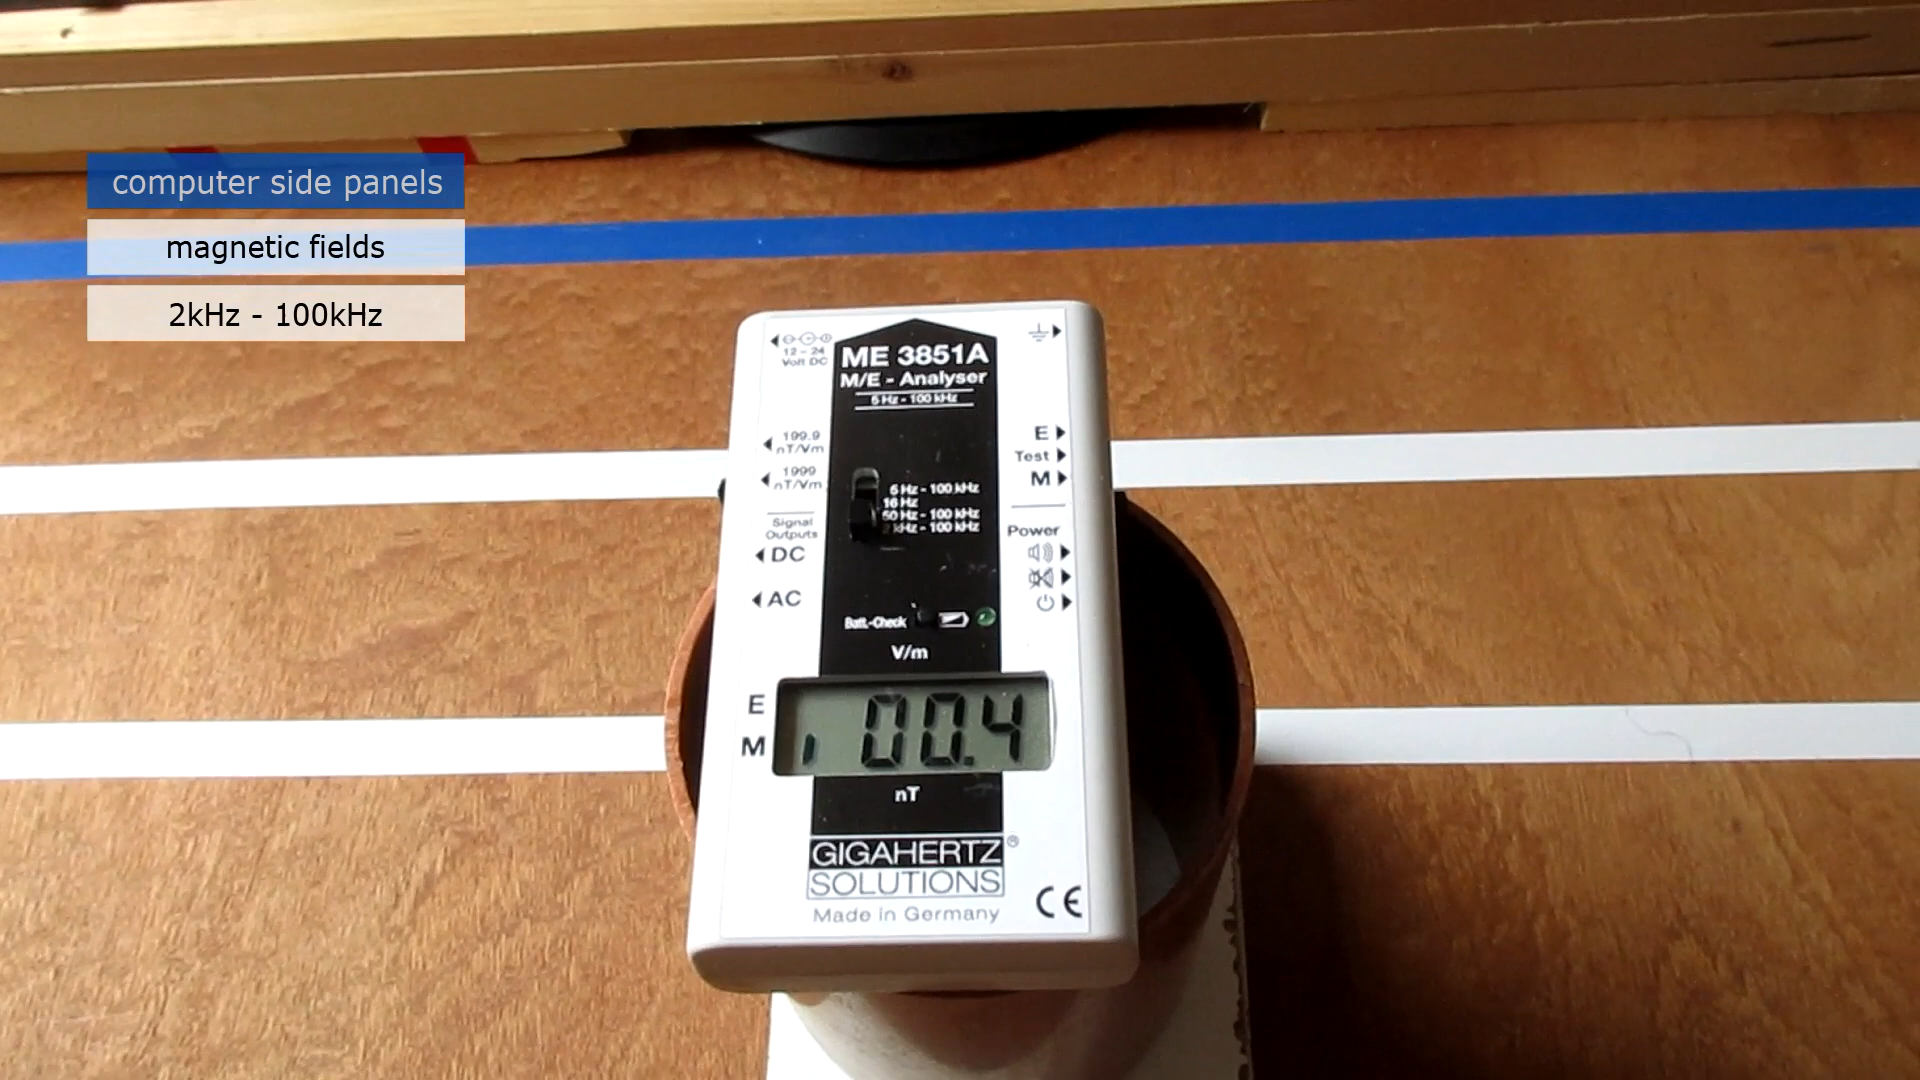 computer side panels
magnetic fields
2kHz - 100kHz
12 – 24
Volt DC
ME 3851A
M/E - Analyser
5 Hz - 100 kHz
199.9
nT/Vm
1999
nT/Vm
Signal
Outputs
DC
AC
5 Hz - 100 kHz
16 Hz
50 Hz - 100 kHz
2 kHz - 100 kHz
E
Test
M
Power
Batt.-Check
V/m
E
M
00.4
nT
GIGAHERTZ®
SOLUTIONS
Made in Germany
CE